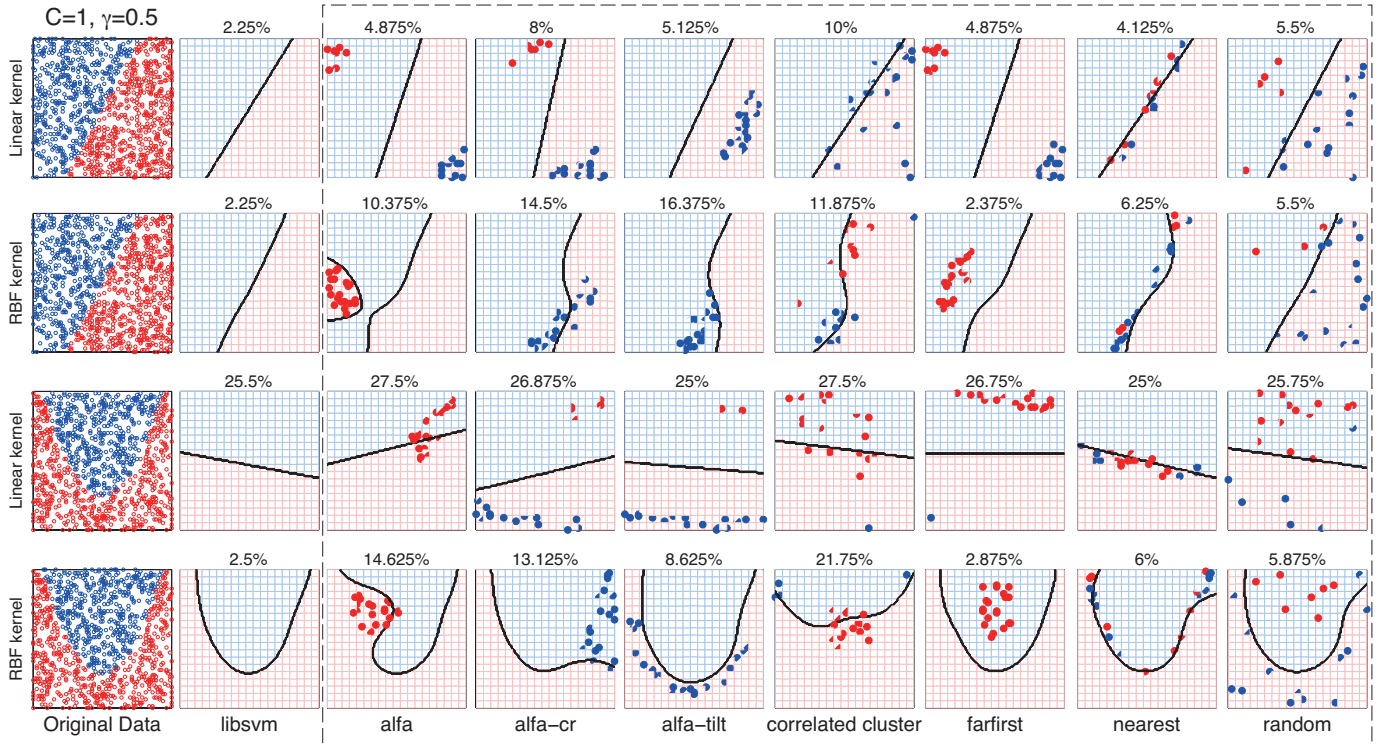 C=1, γ=0.5
2.25% 4.875% 8% 5.125% 10% 4.875% 4.125% 5.5%
Linear kernel
2.25% 10.375% 14.5% 16.375% 11.875% 2.375% 6.25% 5.5%
RBF kernel
25.5% 27.5% 26.875% 25% 27.5% 26.75% 25% 25.75%
Linear kernel
2.5% 14.625% 13.125% 8.625% 21.75% 2.875% 6% 5.875%
RBF kernel
Original Data libsvm alfa alfa−cr alfa−tilt correlated cluster farfirst nearest random